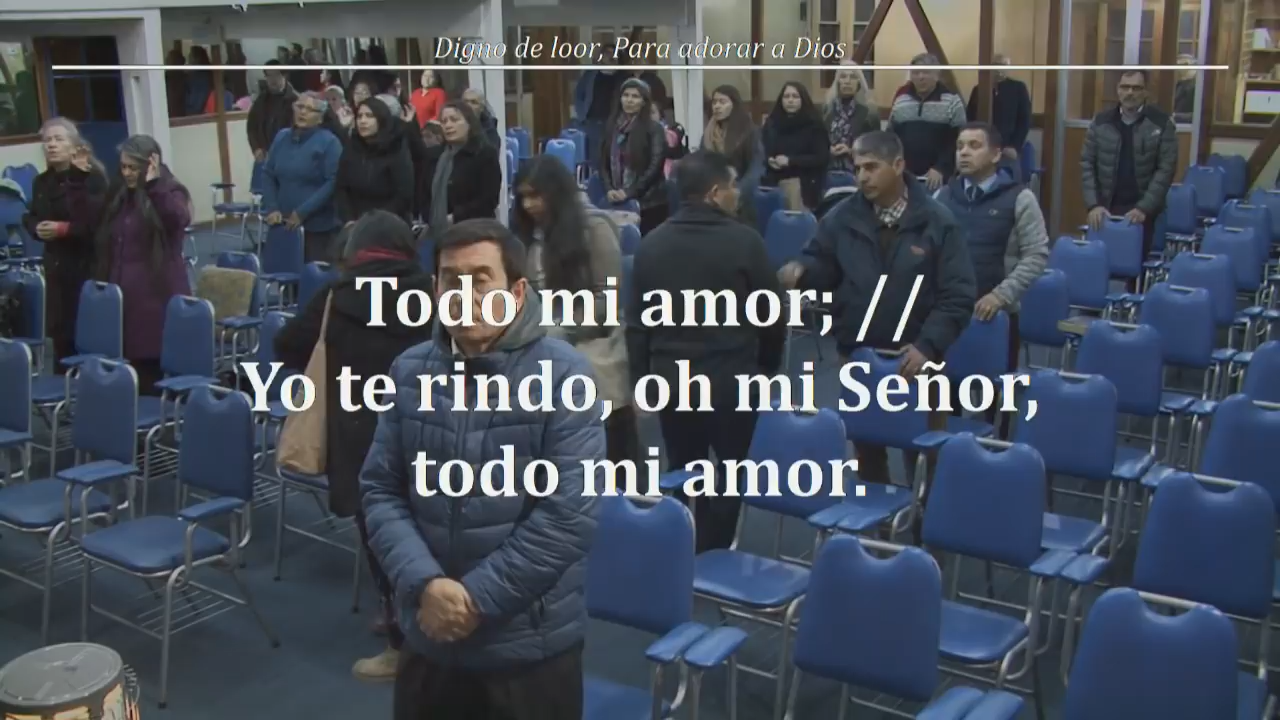 Digno de loor, Para adorar a Dios
Todo mi amor; //
Yo te rindo, oh mi Señor,
todo mi amor.